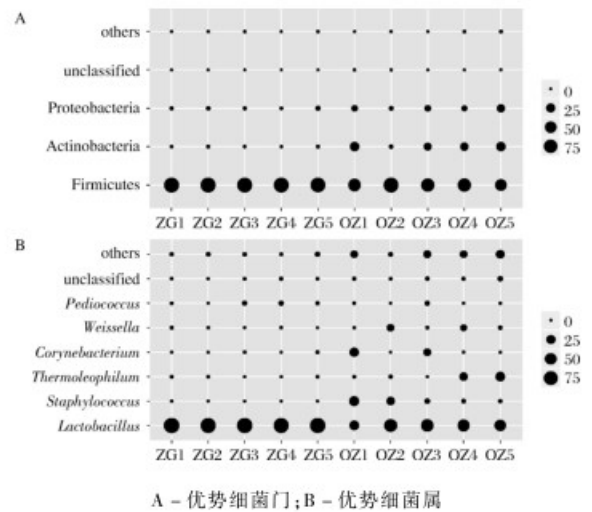 A
others
unclassified
Proteobacteria
Actinobacteria
Firmicutes
0
25
50
75
ZG1 ZG2 ZG3 ZG4 ZG5 OZ1 OZ2 OZ3 OZ4 OZ5
B
others
unclassified
Pediococcus
Weissella
Corynebacterium
Thermoleophilum
Staphylococcus
Lactobacillus
0
25
50
75
ZG1 ZG2 ZG3 ZG4 ZG5 OZ1 OZ2 OZ3 OZ4 OZ5
A – 优势细菌门;B – 优势细菌属